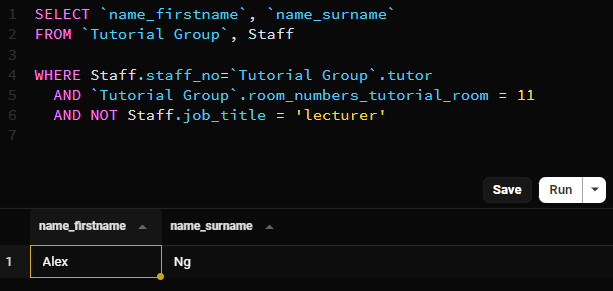 1 SELECT `name_firstname`, `name_surname`
2 FROM `Tutorial Group`, Staff
3
4 WHERE Staff.staff_no=`Tutorial Group`.tutor
5 AND `Tutorial Group`.room_numbers_tutorial_room = 11
6 AND NOT Staff.job_title = 'lecturer'
7
Save Run
name_firstname name_surname
1 Alex Ng